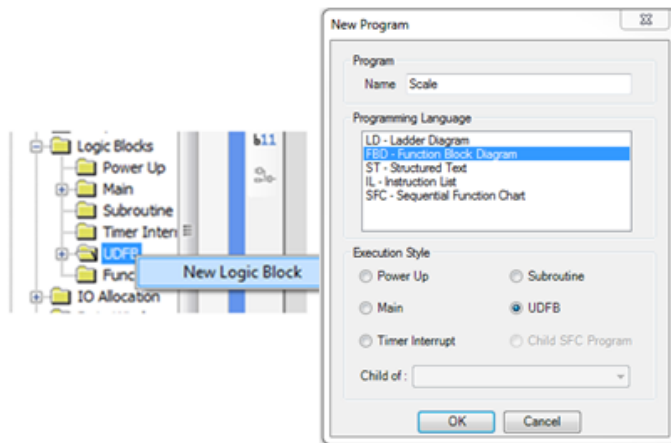 Logic Blocks
Power Up
Main
Subroutine
Timer Inter
UDFB
Func
New Logic Block
IO Allocation
New Program
Program
Name Scale
Programming Language
LD - Ladder Diagram
FBD - Function Block Diagram
ST - Structured Text
IL - Instruction List
SFC - Sequential Function Chart
Execution Style
Power Up Subroutine
Main UDFB
Timer Interrupt Child SFC Program
Child of :
OK Cancel